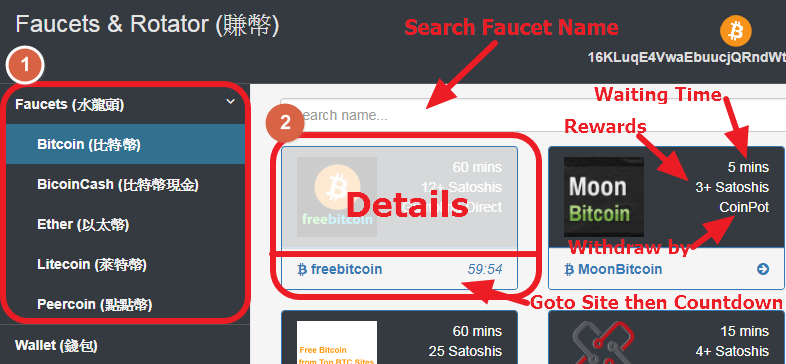 Faucets & Rotator (賺幣)
Search Faucet Name
16KLuqE4VwaEbuucjQRndWt
1
Faucets (水龍頭)
Bitcoin (比特幣)
BicoinCash (比特幣現金)
Ether (以太幣)
Litecoin (萊特幣)
Peercoin (點點幣)
Wallet (錢包)
Search name...
2
Waiting Time
Rewards
60 mins
12+ Satoshis
Direct
freebitcoin
Details
freebitcoin
59:54
Moon
Bitcoin
5 mins
3+ Satoshis
CoinPot
Withdraw by
MoonBitcoin
Goto Site then Countdown
Free Bitcoin
from Top BTC Sites
60 mins
25 Satoshis
15 mins
4+ Satoshis